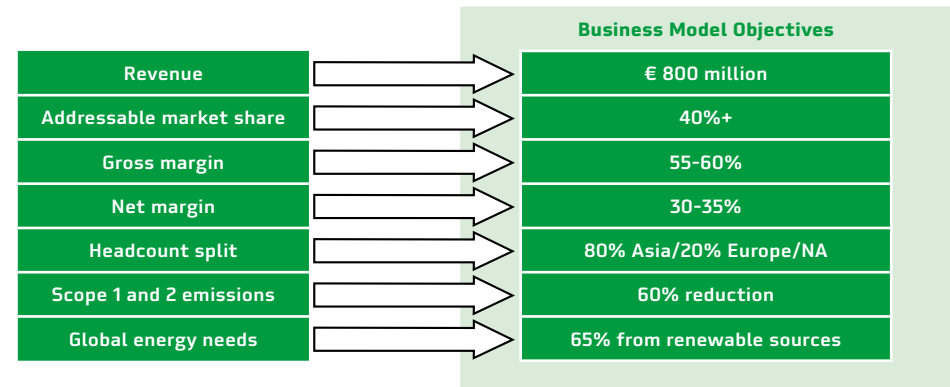 Business Model Objectives
Revenue € 800 million
Addressable market share 40%+
Gross margin 55-60%
Net margin 30-35%
Headcount split 80% Asia/20% Europe/NA
Scope 1 and 2 emissions 60% reduction
Global energy needs 65% from renewable sources